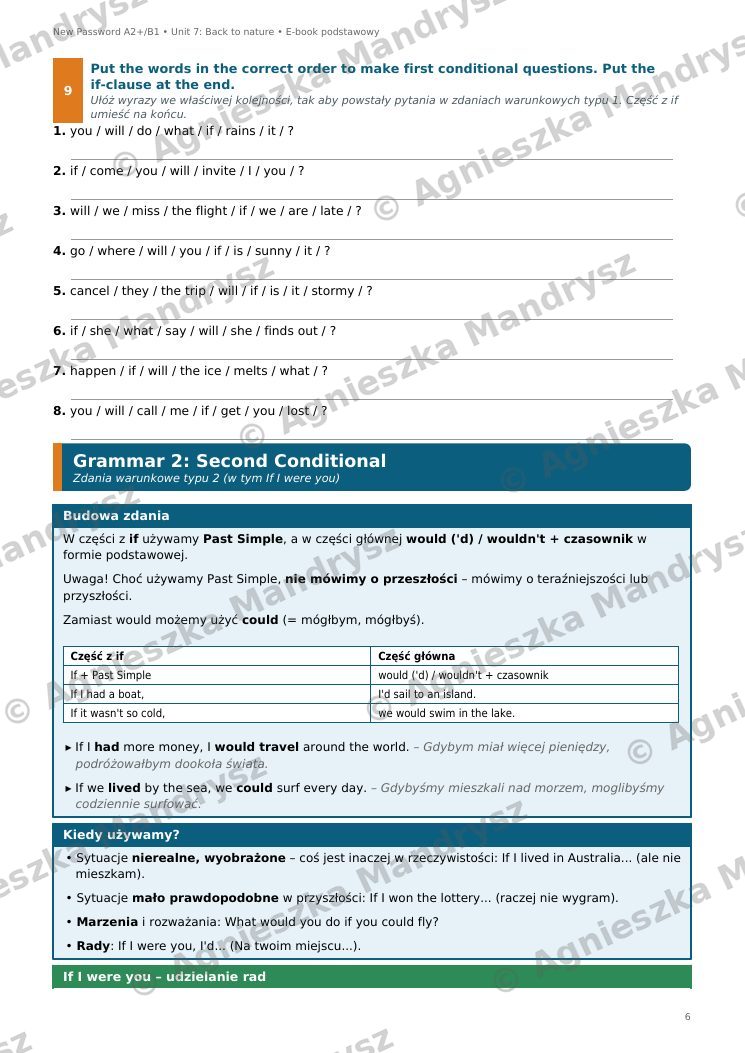 New Password A2+/B1 • Unit 7: Back to nature • E-book podstawowy
9
Put the words in the correct order to make first conditional questions. Put the
if-clause at the end.
Ułóż wyrazy we właściwej kolejności, tak aby powstały pytania w zdaniach warunkowych typu 1. Część z if
umieść na końcu.
1. you / will / do / what / if / rains / it / ?
2. if / come / you / will / invite / I / you / ?
3. will / we / miss / the flight / if / we / are / late / ?
4. go / where / will / you / if / is / sunny / it / ?
5. cancel / they / the trip / will / if / is / it / stormy / ?
6. if / she / what / say / will / she / finds out / ?
7. happen / if / will / the ice / melts / what / ?
8. you / will / call / me / if / get / you / lost / ?
Grammar 2: Second Conditional
Zdania warunkowe typu 2 (w tym If I were you)
Budowa zdania
W części z if używamy Past Simple, a w części głównej would ('d) / wouldn't + czasownik w
formie podstawowej.
Uwaga! Choć używamy Past Simple, nie mówimy o przeszłości – mówimy o teraźniejszości lub
przyszłości.
Zamiast would możemy użyć could (= mógłbym, mógłbyś).
Część z if Część główna
If + Past Simple would ('d) / wouldn't + czasownik
If I had a boat, I'd sail to an island.
If it wasn't so cold, we would swim in the lake.
▸ If I had more money, I would travel around the world. – Gdybym miał więcej pieniędzy,
podróżowałbym dookoła świata.
▸ If we lived by the sea, we could surf every day. – Gdybyśmy mieszkali nad morzem, moglibyśmy
codziennie surfować.
Kiedy używamy?
• Sytuacje nierealne, wyobrażone – coś jest inaczej w rzeczywistości: If I lived in Australia... (ale nie
mieszkam).
• Sytuacje mało prawdopodobne w przyszłości: If I won the lottery... (raczej nie wygram).
• Marzenia i rozważania: What would you do if you could fly?
• Rady: If I were you, I'd... (Na twoim miejscu...).
If I were you – udzielanie rad
6
© Agnieszka Mandrysz